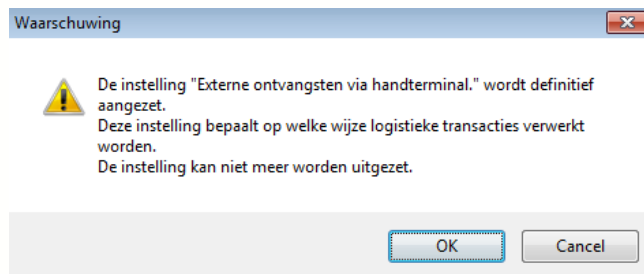 Waarschuwing
De instelling "Externe ontvangsten via handterminal." wordt definitief
aangezet.
Deze instelling bepaalt op welke wijze logistieke transacties verwerkt
worden.
De instelling kan niet meer worden uitgezet.
OK
Cancel